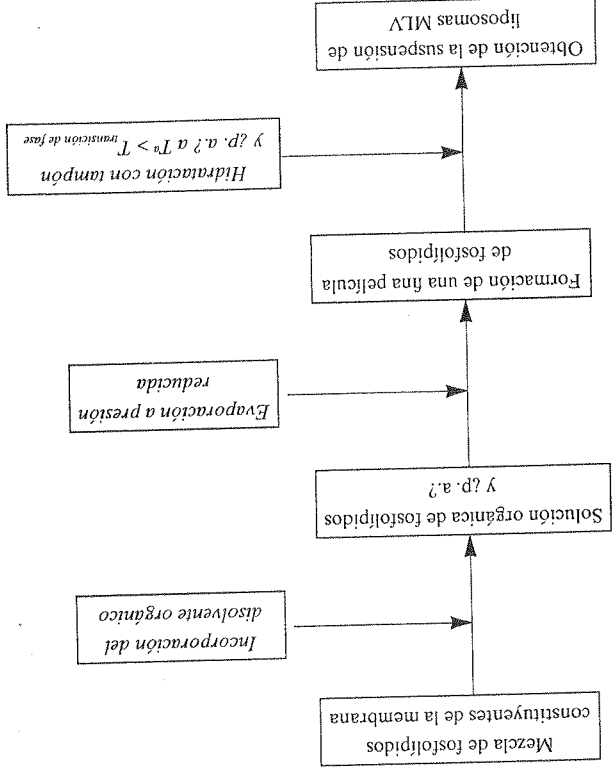 Mezcla de fosfolípidos
constituyentes de la membrana
Incorporación del
disolvente orgánico
Solución orgánica de fosfolípidos
y ¿p. a.?
Evaporación a presión
reducida
Formación de una fina película
de fosfolípidos
Hidratación con tampón
y ¿p. a.? a Tª > T transición de fase
Obtención de la suspensión de
liposomas MLV